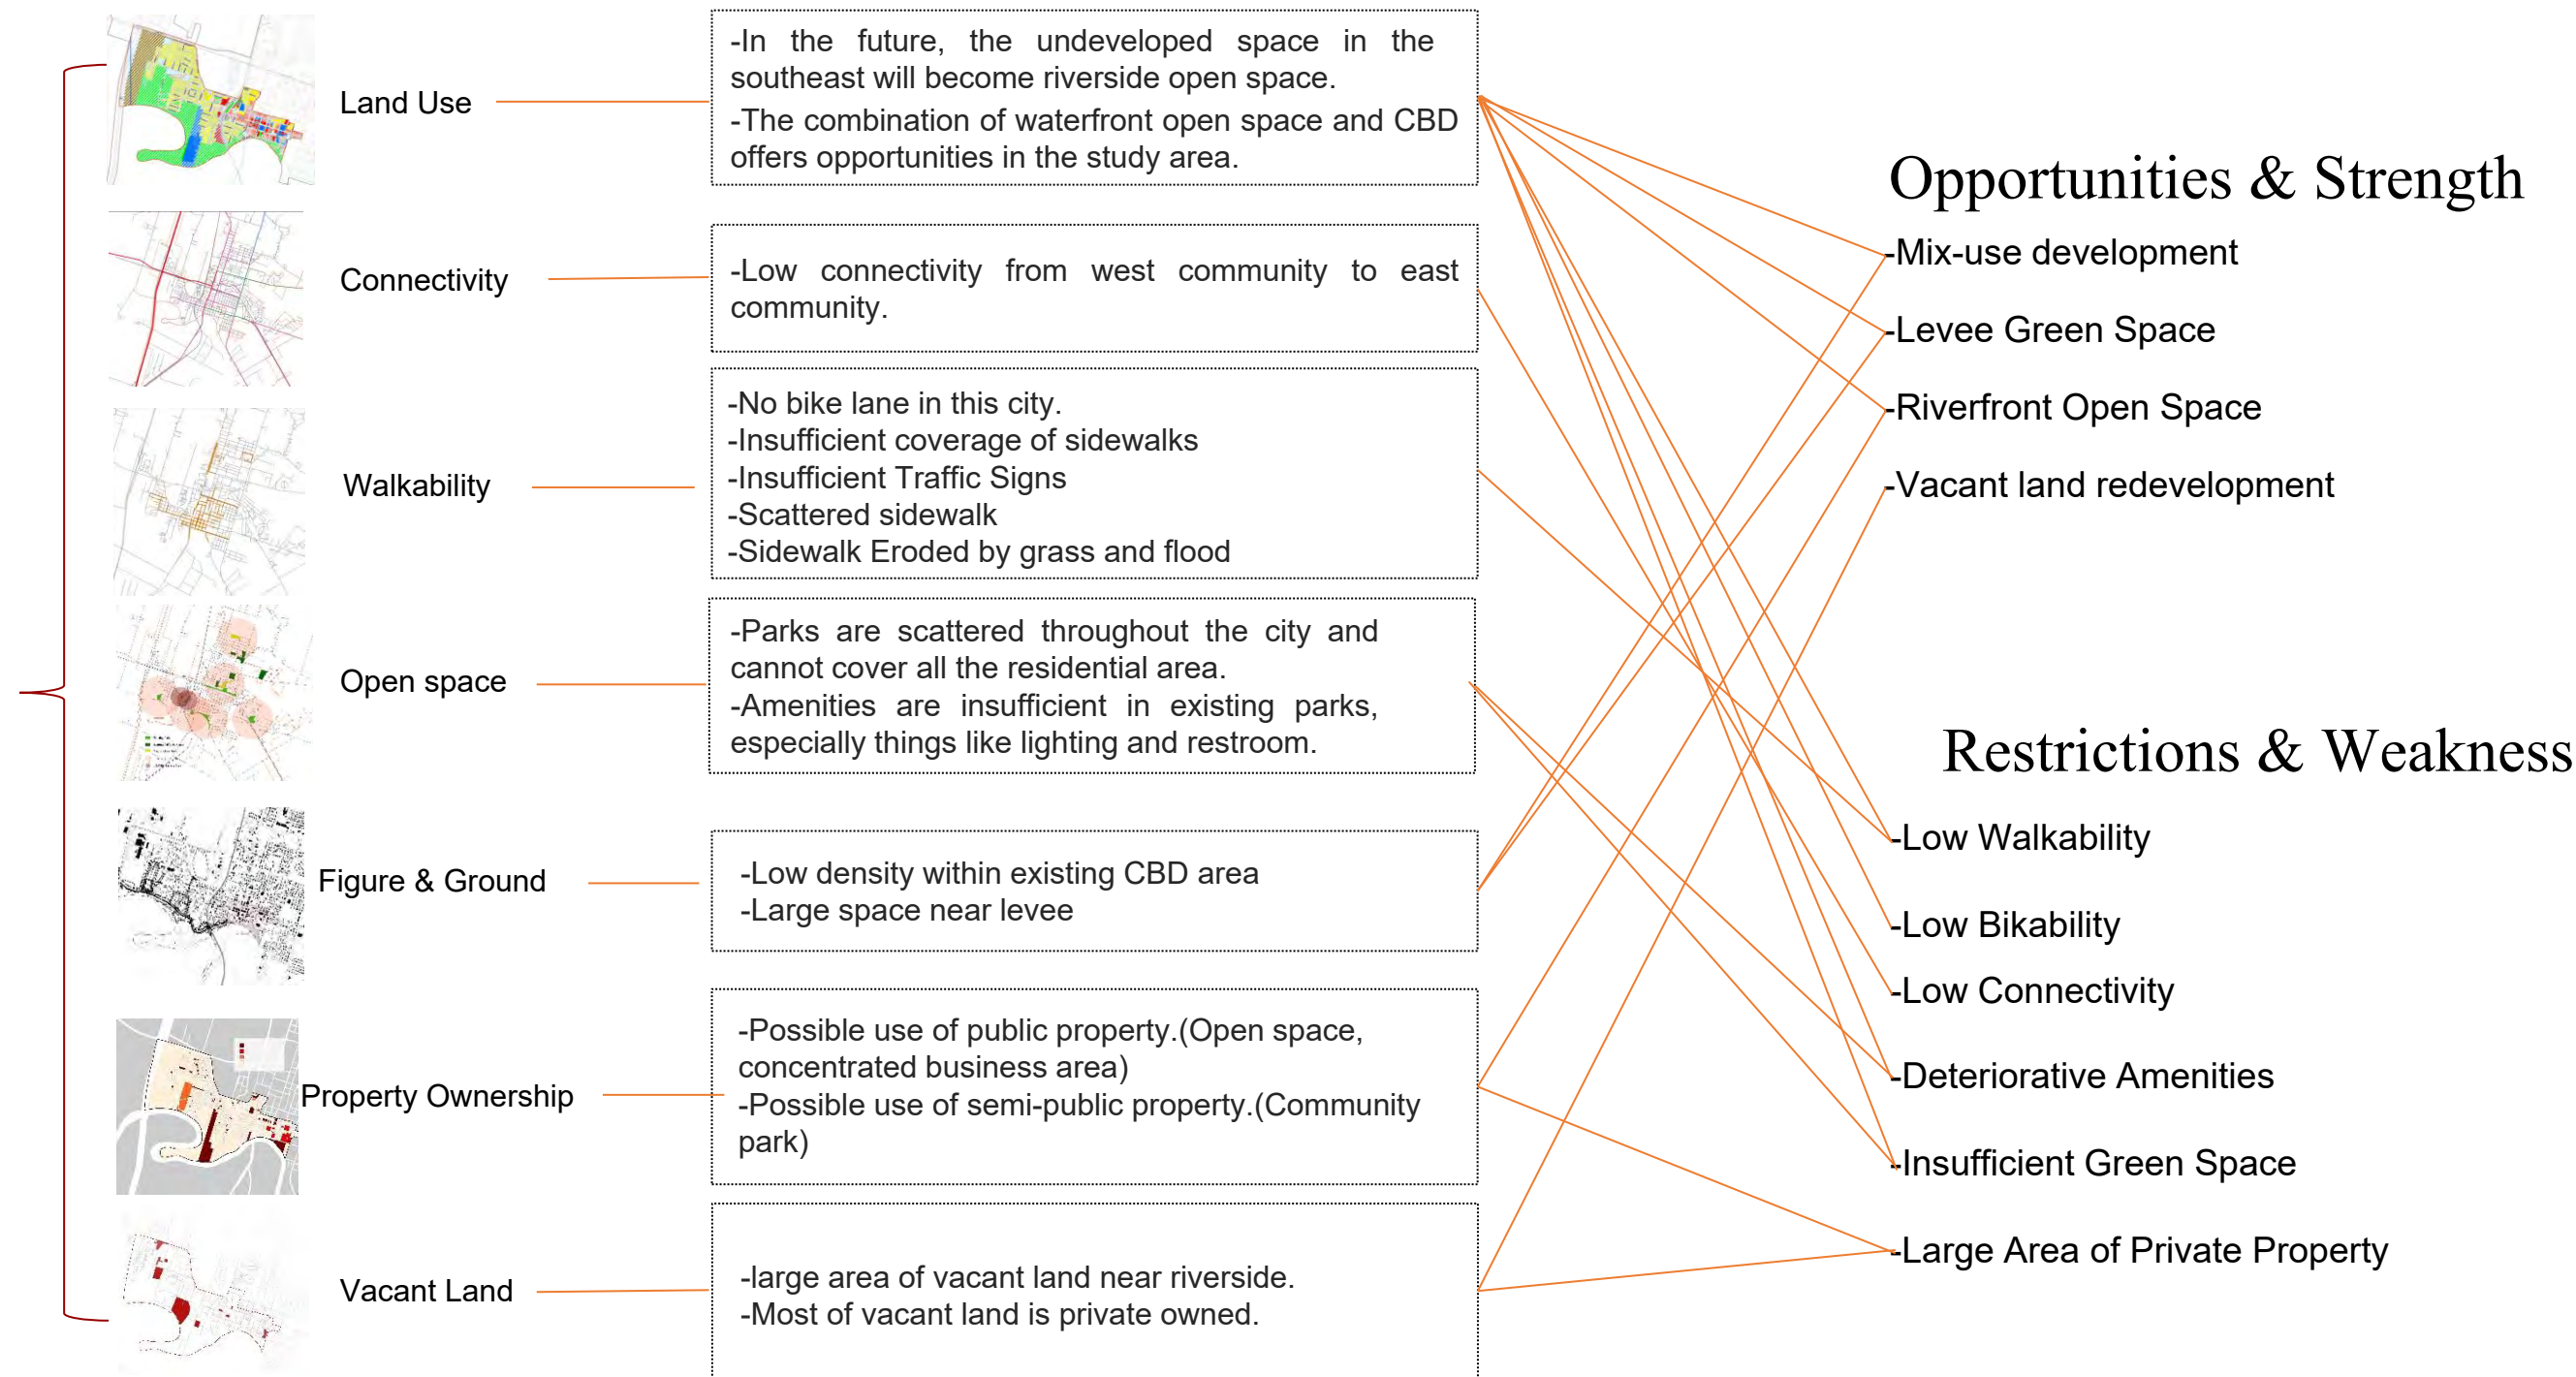 Land Use
-In the future, the undeveloped space in the
southeast will become riverside open space.
-The combination of waterfront open space and CBD
offers opportunities in the study area.
Connectivity
-Low connectivity from west community to east
community.
Walkability
-No bike lane in this city.
-Insufficient coverage of sidewalks
-Insufficient Traffic Signs
-Scattered sidewalk
-Sidewalk Eroded by grass and flood
Open space
-Parks are scattered throughout the city and
cannot cover all the residential area.
-Amenities are insufficient in existing parks,
especially things like lighting and restroom.
Figure & Ground
-Low density within existing CBD area
-Large space near levee
Property Ownership
-Possible use of public property.(Open space,
concentrated business area)
-Possible use of semi-public property.(Community
park)
Vacant Land
-large area of vacant land near riverside.
-Most of vacant land is private owned.
Opportunities & Strength
-Mix-use development
-Levee Green Space
-Riverfront Open Space
-Vacant land redevelopment
Restrictions & Weakness
-Low Walkability
-Low Bikability
-Low Connectivity
-Deteriorative Amenities
-Insufficient Green Space
-Large Area of Private Property